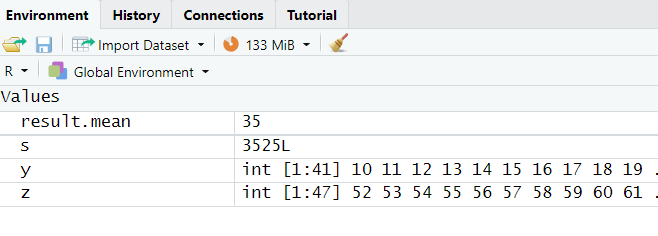 Environment History Connections Tutorial
Import Dataset 133 MiB
R Global Environment
Values
result.mean 35
s 3525L
y int [1:41] 10 11 12 13 14 15 16 17 18 19 .
z int [1:47] 52 53 54 55 56 57 58 59 60 61 .